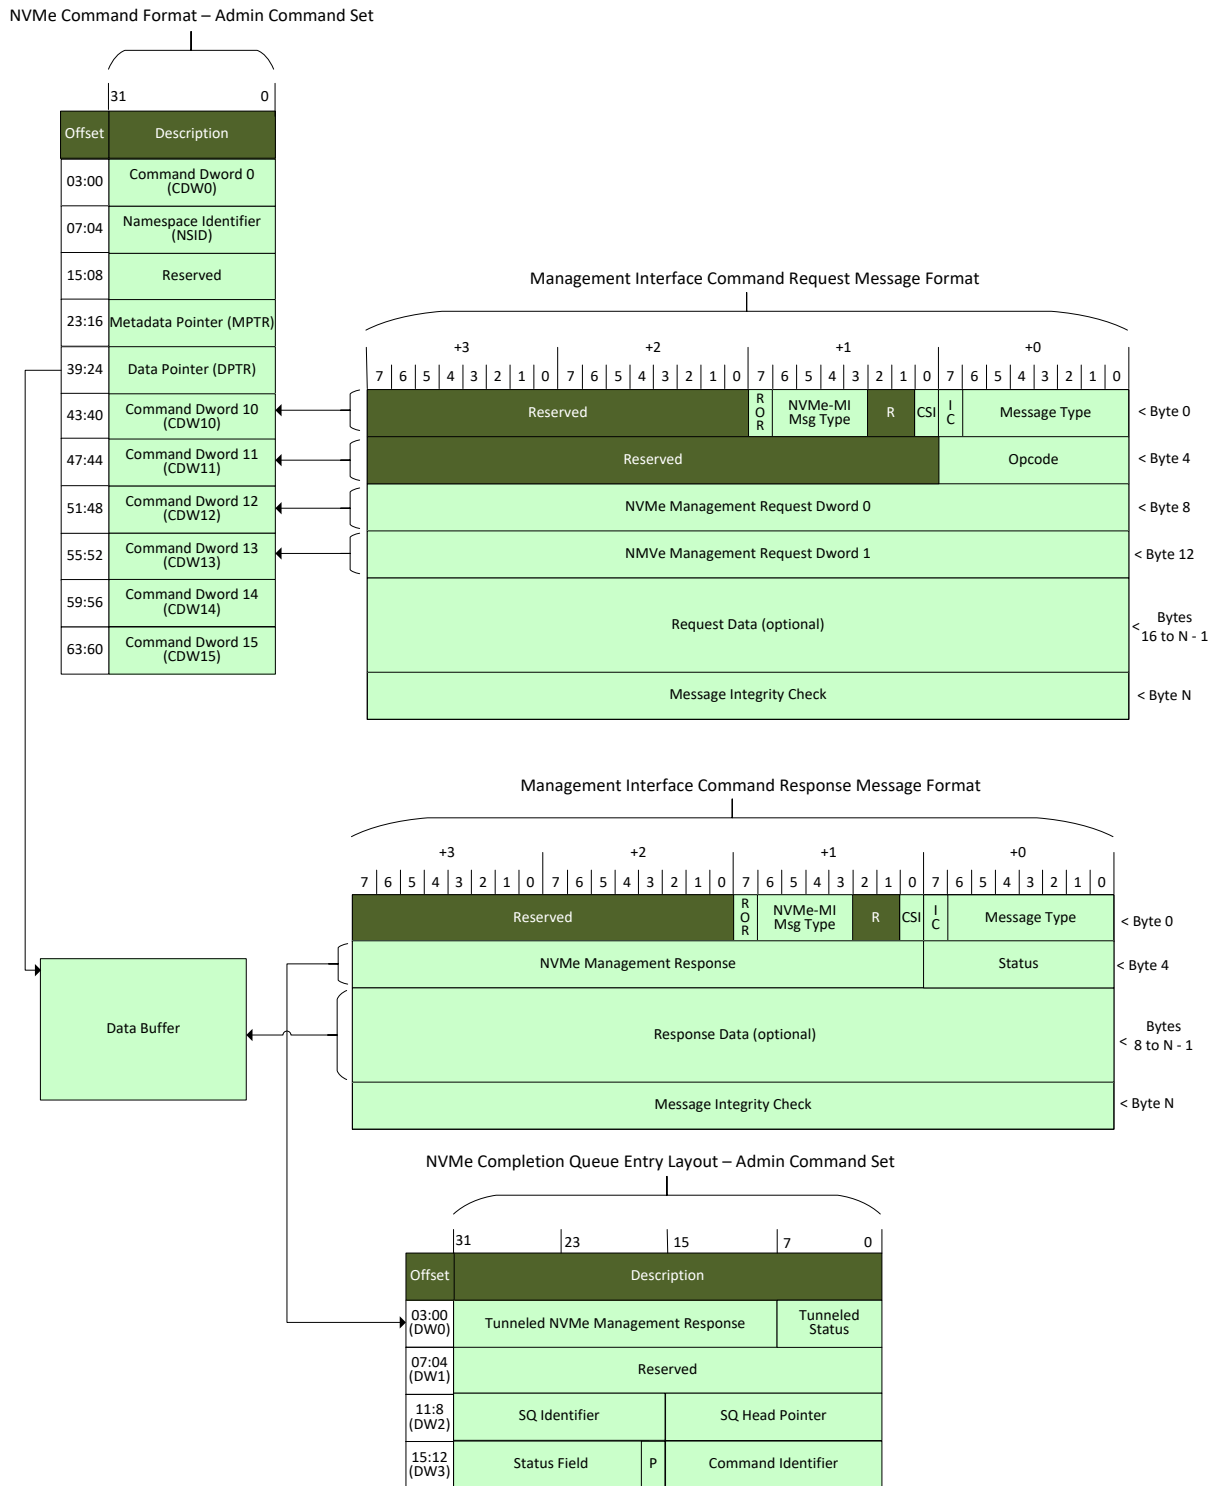 NVMe Command Format – Admin Command Set
31 0
Offset Description
03:00 Command Dword 0
(CDW0)
07:04 Namespace Identifier
(NSID)
15:08 Reserved
23:16 Metadata Pointer (MPTR)
39:24 Data Pointer (DPTR)
43:40 Command Dword 10
(CDW10)
47:44 Command Dword 11
(CDW11)
51:48 Command Dword 12
(CDW12)
55:52 Command Dword 13
(CDW13)
59:56 Command Dword 14
(CDW14)
63:60 Command Dword 15
(CDW15)
Management Interface Command Request Message Format
+3 +2 +1 +0
7 6 5 4 3 2 1 0 7 6 5 4 3 2 1 0 7 6 5 4 3 2 1 0 7 6 5 4 3 2 1 0
Reserved
R
O
R
NVMe-MI
Msg Type
R
CSI
I
C
Message Type
< Byte 0
Reserved Opcode < Byte 4
NVMe Management Request Dword 0 < Byte 8
NMVe Management Request Dword 1 < Byte 12
Request Data (optional)
< Bytes
16 to N - 1
Message Integrity Check < Byte N
Management Interface Command Response Message Format
+3 +2 +1 +0
7 6 5 4 3 2 1 0 7 6 5 4 3 2 1 0 7 6 5 4 3 2 1 0 7 6 5 4 3 2 1 0
Reserved
R
O
R
NVMe-MI
Msg Type
R
CSI
I
C
Message Type
< Byte 0
NVMe Management Response Status < Byte 4
Response Data (optional)
< Bytes
8 to N - 1
Message Integrity Check < Byte N
Data Buffer
NVMe Completion Queue Entry Layout – Admin Command Set
31 23 15 7 0
Offset Description
03:00
(DW0)
Tunneled NVMe Management Response
Tunneled
Status
07:04
(DW1)
Reserved
11:8
(DW2)
SQ Identifier SQ Head Pointer
15:12
(DW3)
Status Field P Command Identifier